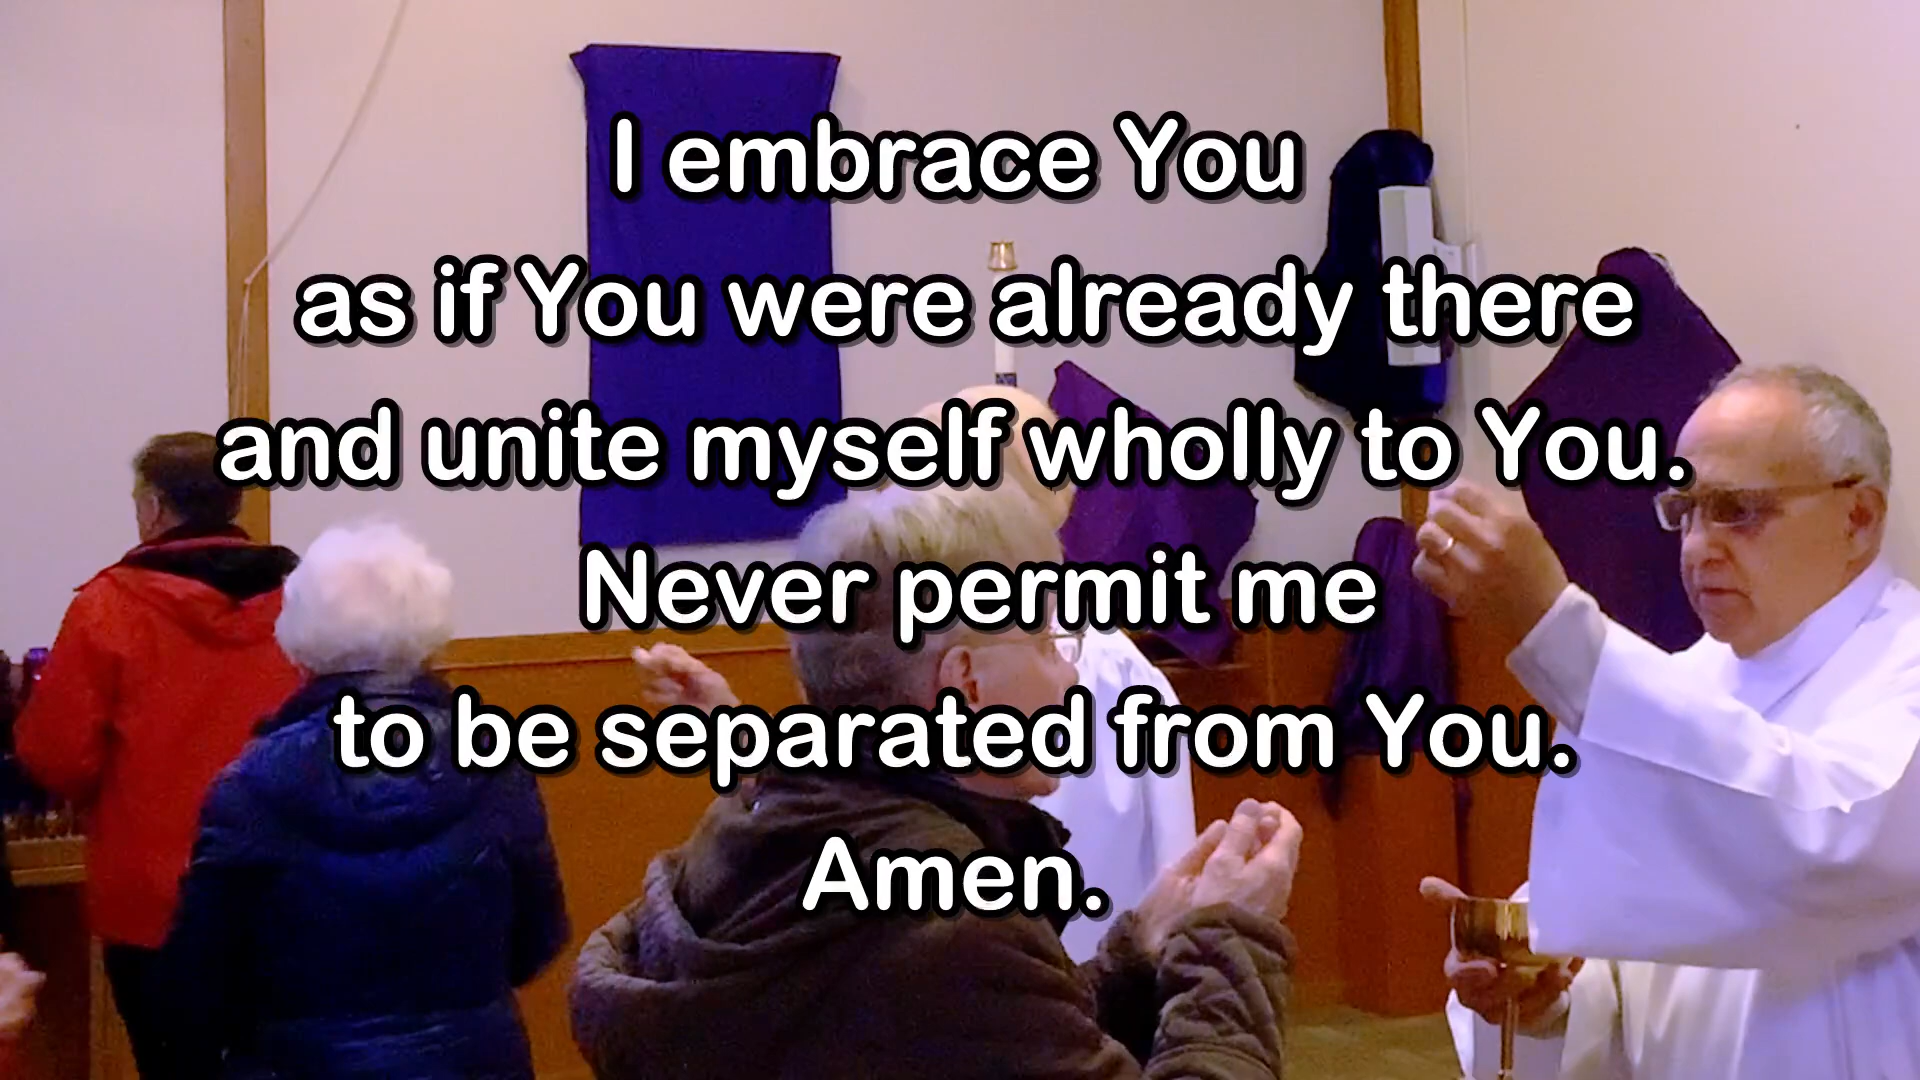 I embrace You
as if You were already there
and unite myself wholly to You.
Never permit me
to be separated from You.
Amen.